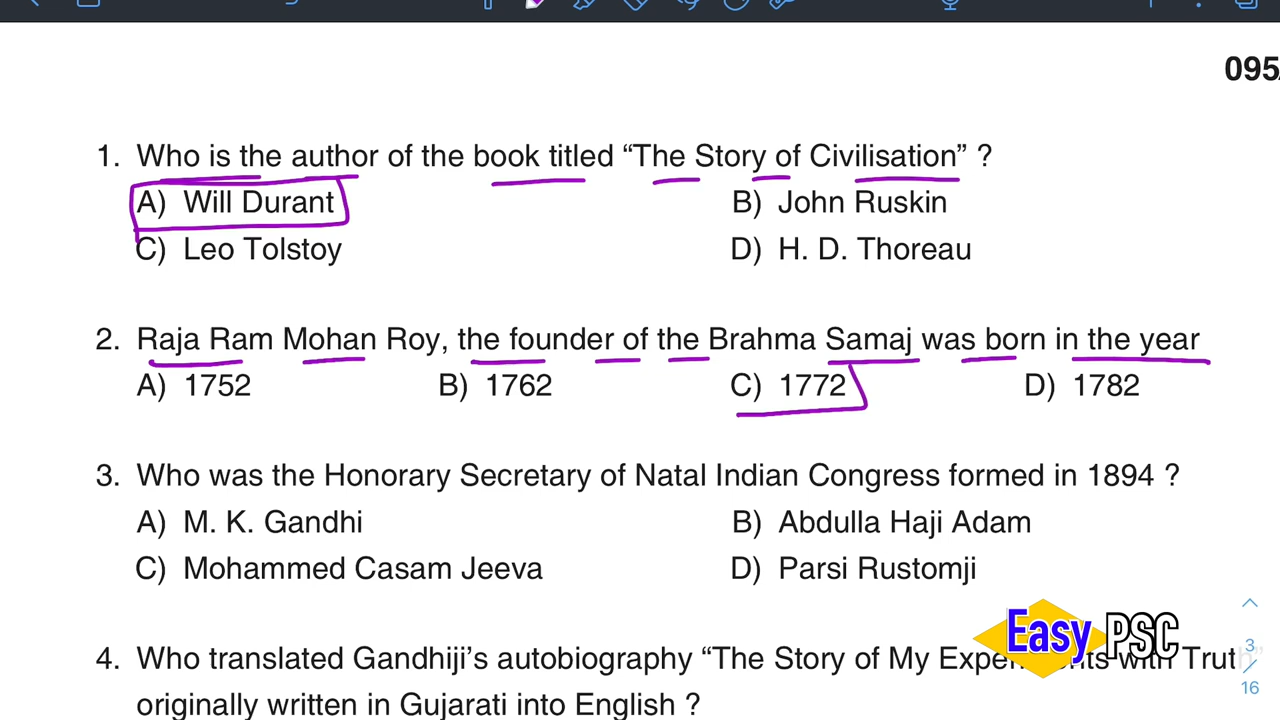 095
1. Who is the author of the book titled “The Story of Civilisation” ?
A) Will Durant B) John Ruskin
C) Leo Tolstoy D) H. D. Thoreau
2. Raja Ram Mohan Roy, the founder of the Brahma Samaj was born in the year
A) 1752 B) 1762 C) 1772 D) 1782
3. Who was the Honorary Secretary of Natal Indian Congress formed in 1894 ?
A) M. K. Gandhi B) Abdulla Haji Adam
C) Mohammed Casam Jeeva D) Parsi Rustomji
Easy PSC
4. Who translated Gandhiji’s autobiography “The Story of My Experiments with Truth”
originally written in Gujarati into English ?
3
16